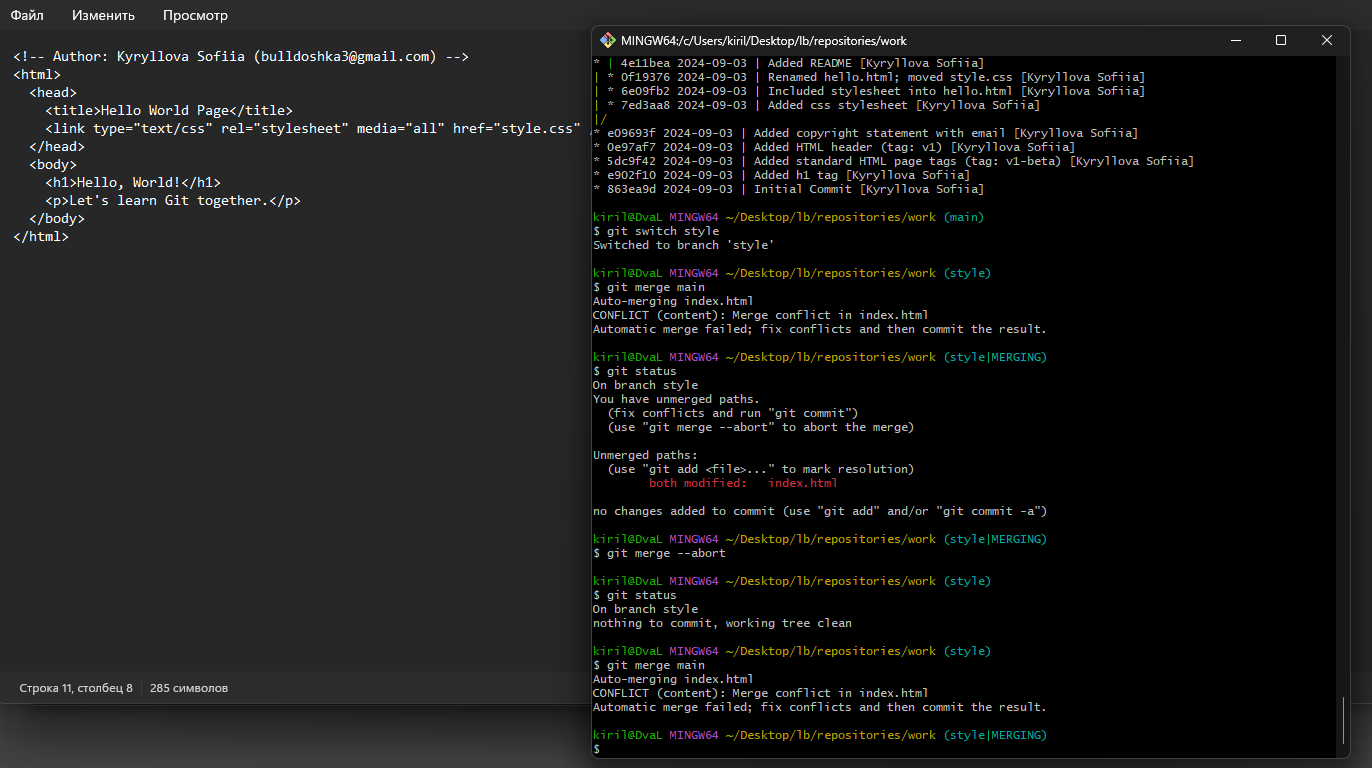 Файл Изменить Просмотр
<!-- Author: Kyryllova Sofiia (bulldoshka3@gmail.com) -->
<html>
  <head>
    <title>Hello World Page</title>
    <link type="text/css" rel="stylesheet" media="all" href="style.css" /
  </head>
  <body>
    <h1>Hello, World!</h1>
    <p>Let's learn Git together.</p>
  </body>
</html>
Строка 11, столбец 8 285 символов
MINGW64:/c/Users/kiril/Desktop/lb/repositories/work
* | 4e11bea 2024-09-03 | Added README [Kyryllova Sofiia]
| * 0f19376 2024-09-03 | Renamed hello.html; moved style.css [Kyryllova Sofiia]
| * 6e09fb2 2024-09-03 | Included stylesheet into hello.html [Kyryllova Sofiia]
| * 7ed3aa8 2024-09-03 | Added css stylesheet [Kyryllova Sofiia]
|/
* e09693f 2024-09-03 | Added copyright statement with email [Kyryllova Sofiia]
* 0e97af7 2024-09-03 | Added HTML header (tag: v1) [Kyryllova Sofiia]
* 5dc9f42 2024-09-03 | Added standard HTML page tags (tag: v1-beta) [Kyryllova Sofiia]
* e902f10 2024-09-03 | Added h1 tag [Kyryllova Sofiia]
* 863ea9d 2024-09-03 | Initial Commit [Kyryllova Sofiia]
kiril@DvaL MINGW64 ~/Desktop/lb/repositories/work (main)
$ git switch style
Switched to branch 'style'
kiril@DvaL MINGW64 ~/Desktop/lb/repositories/work (style)
$ git merge main
Auto-merging index.html
CONFLICT (content): Merge conflict in index.html
Automatic merge failed; fix conflicts and then commit the result.
kiril@DvaL MINGW64 ~/Desktop/lb/repositories/work (style|MERGING)
$ git status
On branch style
You have unmerged paths.
  (fix conflicts and run "git commit")
  (use "git merge --abort" to abort the merge)
Unmerged paths:
  (use "git add <file>..." to mark resolution)
        both modified:   index.html
no changes added to commit (use "git add" and/or "git commit -a")
kiril@DvaL MINGW64 ~/Desktop/lb/repositories/work (style|MERGING)
$ git merge --abort
kiril@DvaL MINGW64 ~/Desktop/lb/repositories/work (style)
$ git status
On branch style
nothing to commit, working tree clean
kiril@DvaL MINGW64 ~/Desktop/lb/repositories/work (style)
$ git merge main
Auto-merging index.html
CONFLICT (content): Merge conflict in index.html
Automatic merge failed; fix conflicts and then commit the result.
kiril@DvaL MINGW64 ~/Desktop/lb/repositories/work (style|MERGING)
$